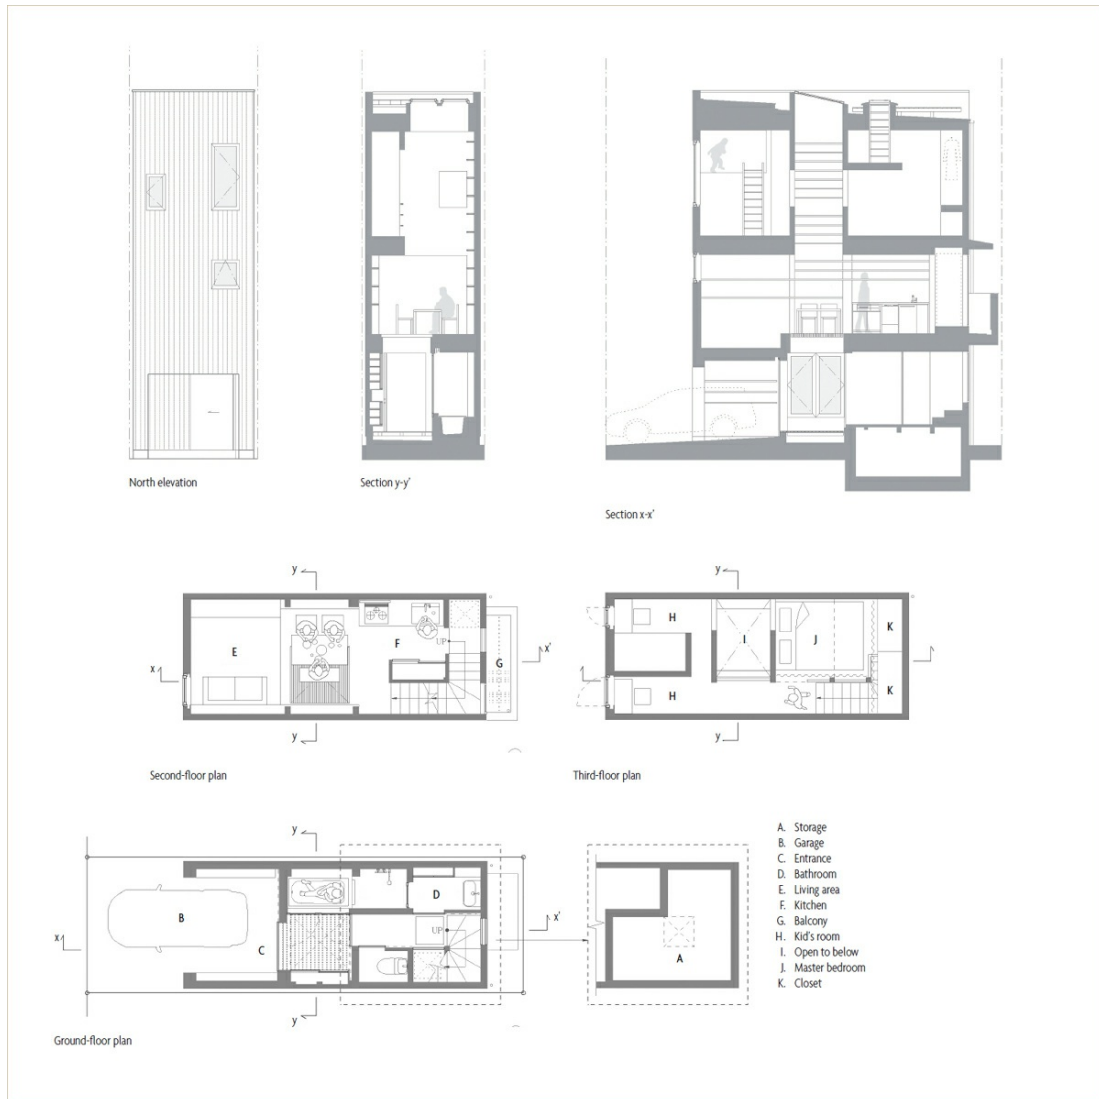 North elevation
Section y-y'
Section x-x'
y
y
x
E
F
UP
G
x'
H
I
J
K
H
K
y
y
Second-floor plan
Third-floor plan
y
B
C
D
UP
x
x'
A
y
Ground-floor plan
A. Storage
B. Garage
C. Entrance
D. Bathroom
E. Living area
F. Kitchen
G. Balcony
H. Kid's room
I. Open to below
J. Master bedroom
K. Closet